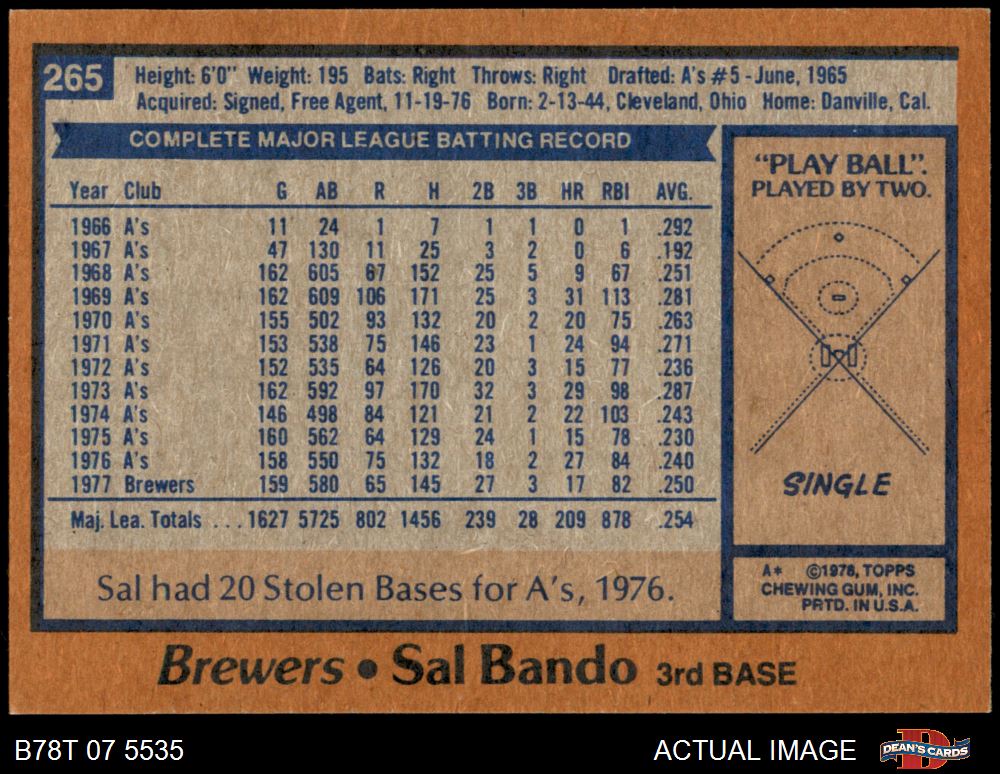 265
Height: 6'0" Weight: 195 Bats: Right Throws: Right Drafted: A's #5 - June, 1965
Acquired: Signed, Free Agent, 11-19-76 Born: 2-13-44, Cleveland, Ohio Home: Danville, Cal.
COMPLETE MAJOR LEAGUE BATTING RECORD
Year Club G AB R H 2B 3B HR RBI AVG.
1966 A's 11 24 1 7 1 1 0 1 .292
1967 A's 47 130 11 25 3 2 0 6 .192
1968 A's 162 605 67 152 25 5 9 67 .251
1969 A's 162 609 106 171 25 3 31 113 .281
1970 A's 155 502 93 132 20 2 20 75 .263
1971 A's 153 538 75 146 23 1 24 94 .271
1972 A's 152 535 64 126 20 3 15 77 .236
1973 A's 162 592 97 170 32 3 29 98 .287
1974 A's 146 498 84 121 21 2 22 103 .243
1975 A's 160 562 64 129 24 1 15 78 .230
1976 A's 158 550 75 132 18 2 27 84 .240
1977 Brewers 159 580 65 145 27 3 17 82 .250
Maj. Lea. Totals ... 1627 5725 802 1456 239 28 209 878 .254
Sal had 20 Stolen Bases for A's, 1976.
"PLAY BALL".
PLAYED BY TWO.
SINGLE
A* ©1978, TOPPS
CHEWING GUM, INC.
PRTD. IN U.S.A.
Brewers • Sal Bando 3rd BASE
B78T 07 5535
ACTUAL IMAGE
DEAN'S CARDS